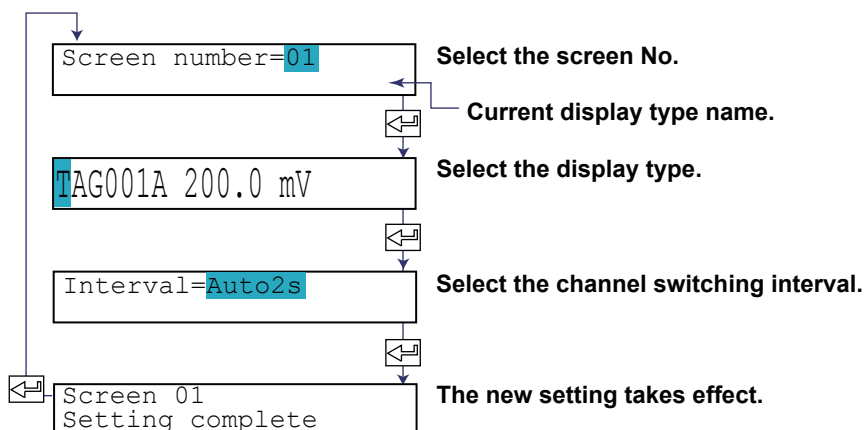 Screen number=01
Select the screen No.
Current display type name.
TAG001A 200.0 mV
Select the display type.
Interval=Auto2s
Select the channel switching interval.
Screen 01
Setting complete
The new setting takes effect.